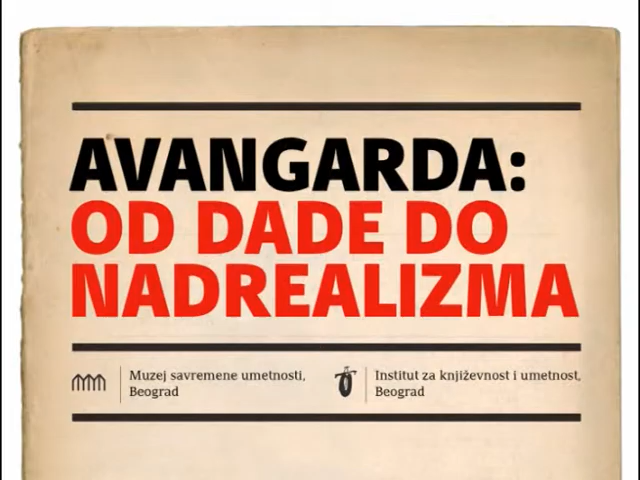 AVANGARDA:
OD DADE DO
NADREALIZMA
Muzej savremene umetnosti,
Beograd
Institut za književnost i umetnost,
Beograd